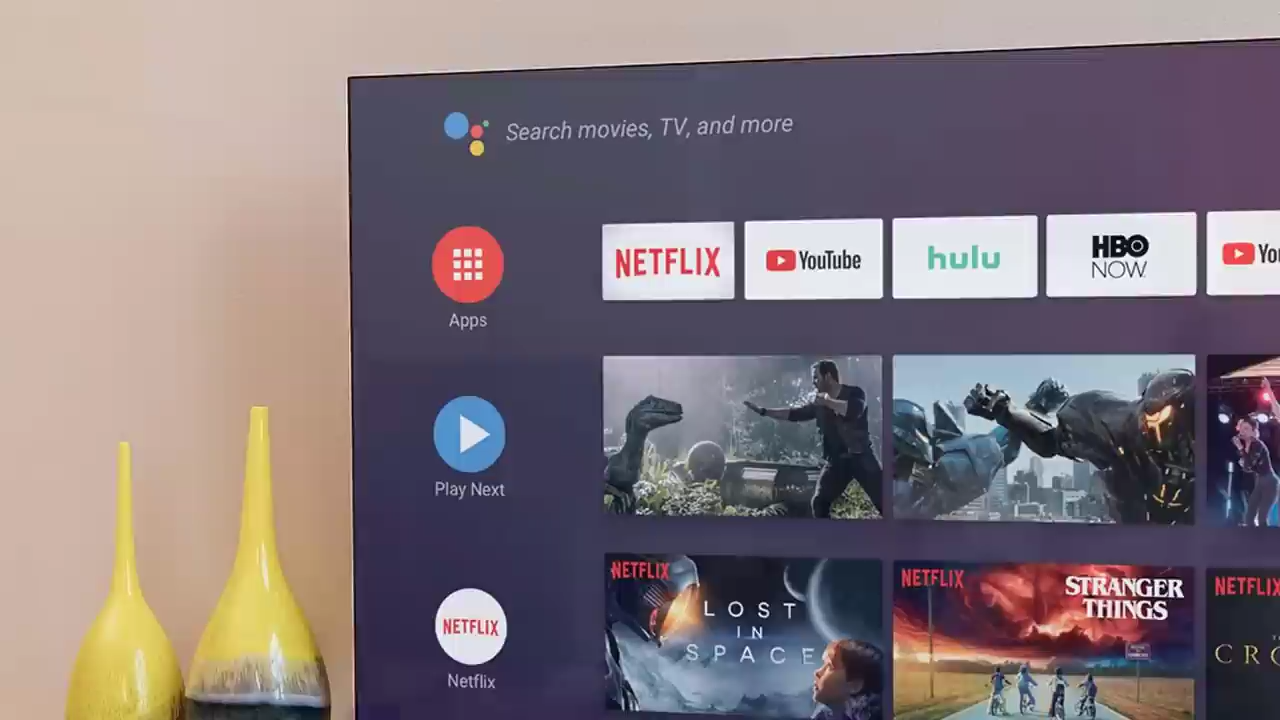 Search movies, TV, and more
NETFLIX
YouTube
hulu
HBO
NOW
Apps
Play Next
NETFLIX
LOST
IN
SPACE
NETFLIX
STRANGER
THINGS
NETFLIX
NETFLIX
Netflix